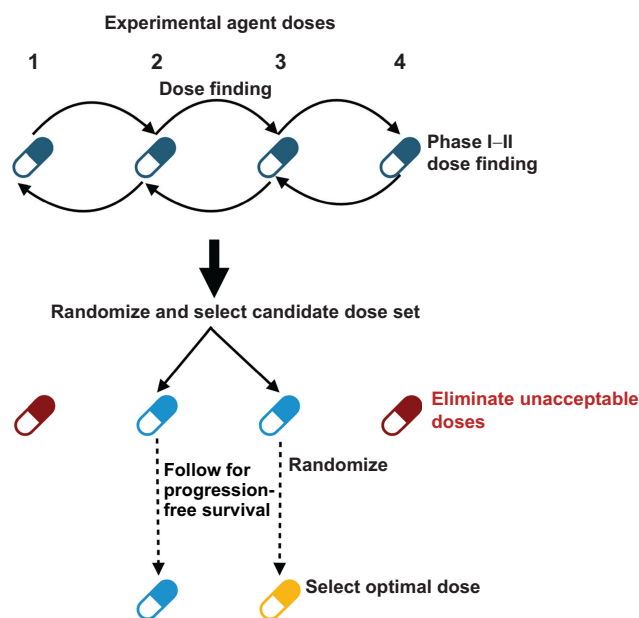 Experimental agent doses
1 2 3 4
Dose finding
Phase I–II
dose finding
Randomize and select candidate dose set
Eliminate unacceptable
doses
Follow for
progression-
free survival
Randomize
Select optimal dose